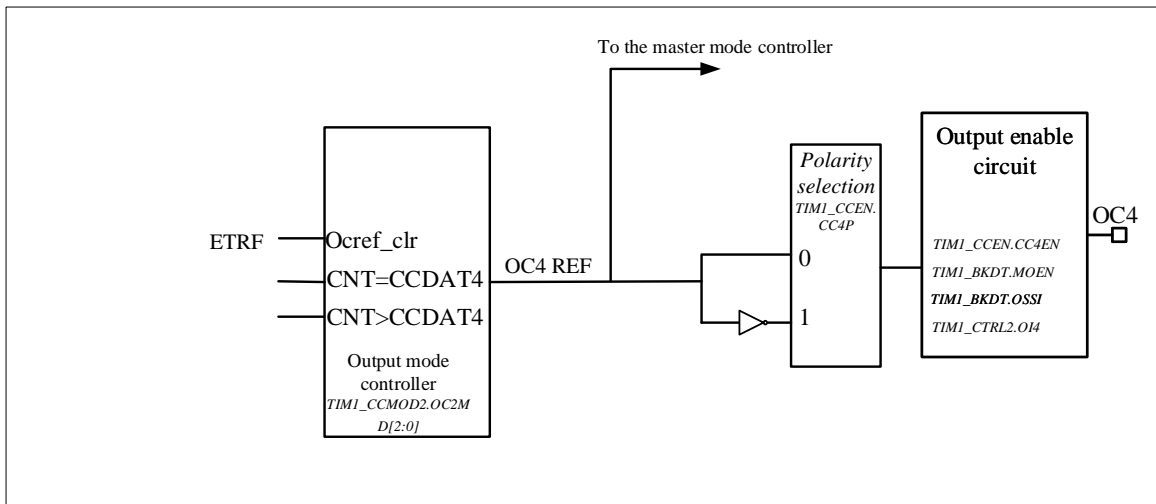 To the master mode controller
ETRF
Ocref_clr
CNT=CCDAT4
CNT>CCDAT4
Output mode
controller
TIM1_CCMOD2.OC2M
D[2:0]
OC4 REF
Polarity
selection
TIM1_CCEN.
CC4P
0
1
Output enable
circuit
TIM1_CCEN.CC4EN
TIM1_BKDT.MOEN
TIM1_BKDT.OSSI
TIM1_CTRL2.OI4
OC4